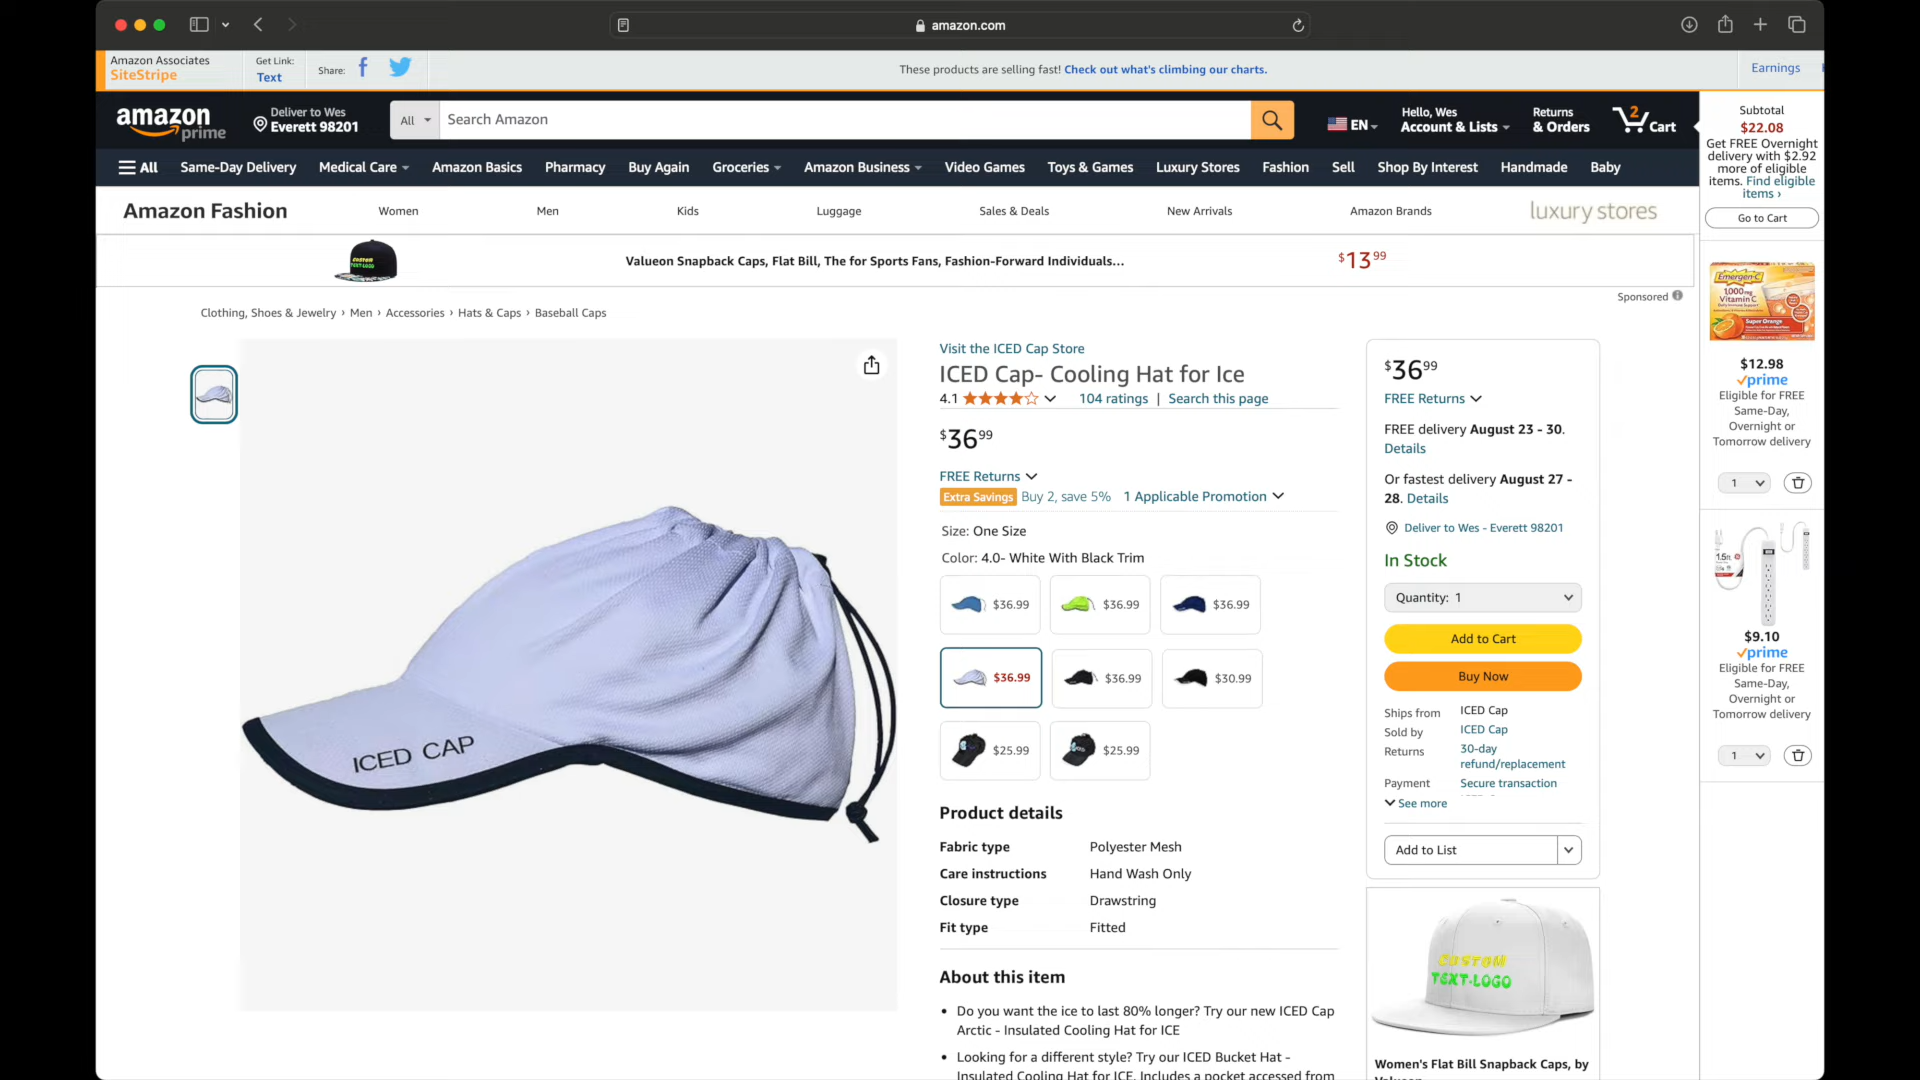 amazon.com
Amazon Associates
SiteStripe
Get Link:
Text
Share:
These products are selling fast! Check out what's climbing our charts.
Earnings
amazon
prime
Deliver to Wes
Everett 98201
All
Search Amazon
EN
Hello, Wes
Account & Lists
Returns
& Orders
2
Cart
All
Same-Day Delivery
Medical Care
Amazon Basics
Pharmacy
Buy Again
Groceries
Amazon Business
Video Games
Toys & Games
Luxury Stores
Fashion
Sell
Shop By Interest
Handmade
Baby
Amazon Fashion
Women
Men
Kids
Luggage
Sales & Deals
New Arrivals
Amazon Brands
luxury stores
CUSTOM
TEXT-LOGO
Valueon Snapback Caps, Flat Bill, The for Sports Fans, Fashion-Forward Individuals...
$13 99
Sponsored
Clothing, Shoes & Jewelry › Men › Accessories › Hats & Caps › Baseball Caps
ICED CAP
Visit the ICED Cap Store
ICED Cap- Cooling Hat for Ice
4.1
104 ratings | Search this page
$36 99
FREE Returns
Extra Savings Buy 2, save 5% 1 Applicable Promotion
Size: One Size
Color: 4.0- White With Black Trim
$36.99
$36.99
$36.99
$36.99
$36.99
$30.99
$25.99
$25.99
Product details
Fabric type Polyester Mesh
Care instructions Hand Wash Only
Closure type Drawstring
Fit type Fitted
About this item
• Do you want the ice to last 80% longer? Try our new ICED Cap
Arctic - Insulated Cooling Hat for ICE
• Looking for a different style? Try our ICED Bucket Hat -
Insulated Cooling Hat for ICE. Includes a pocket accessed from
$36 99
FREE Returns
FREE delivery August 23 - 30.
Details
Or fastest delivery August 27 -
28. Details
Deliver to Wes - Everett 98201
In Stock
Quantity: 1
Add to Cart
Buy Now
Ships from ICED Cap
Sold by ICED Cap
Returns 30-day
refund/replacement
Payment Secure transaction
See more
Add to List
CUSTOM
TEXT-LOGO
Women's Flat Bill Snapback Caps, by
Subtotal
$22.08
Get FREE Overnight
delivery with $2.92
more of eligible
items. Find eligible
items ›
Go to Cart
Emergen-C
1,000mg
Vitamin C
Super Orange
$12.98
prime
Eligible for FREE
Same-Day,
Overnight or
Tomorrow delivery
1
1.5ft
$9.10
prime
Eligible for FREE
Same-Day,
Overnight or
Tomorrow delivery
1